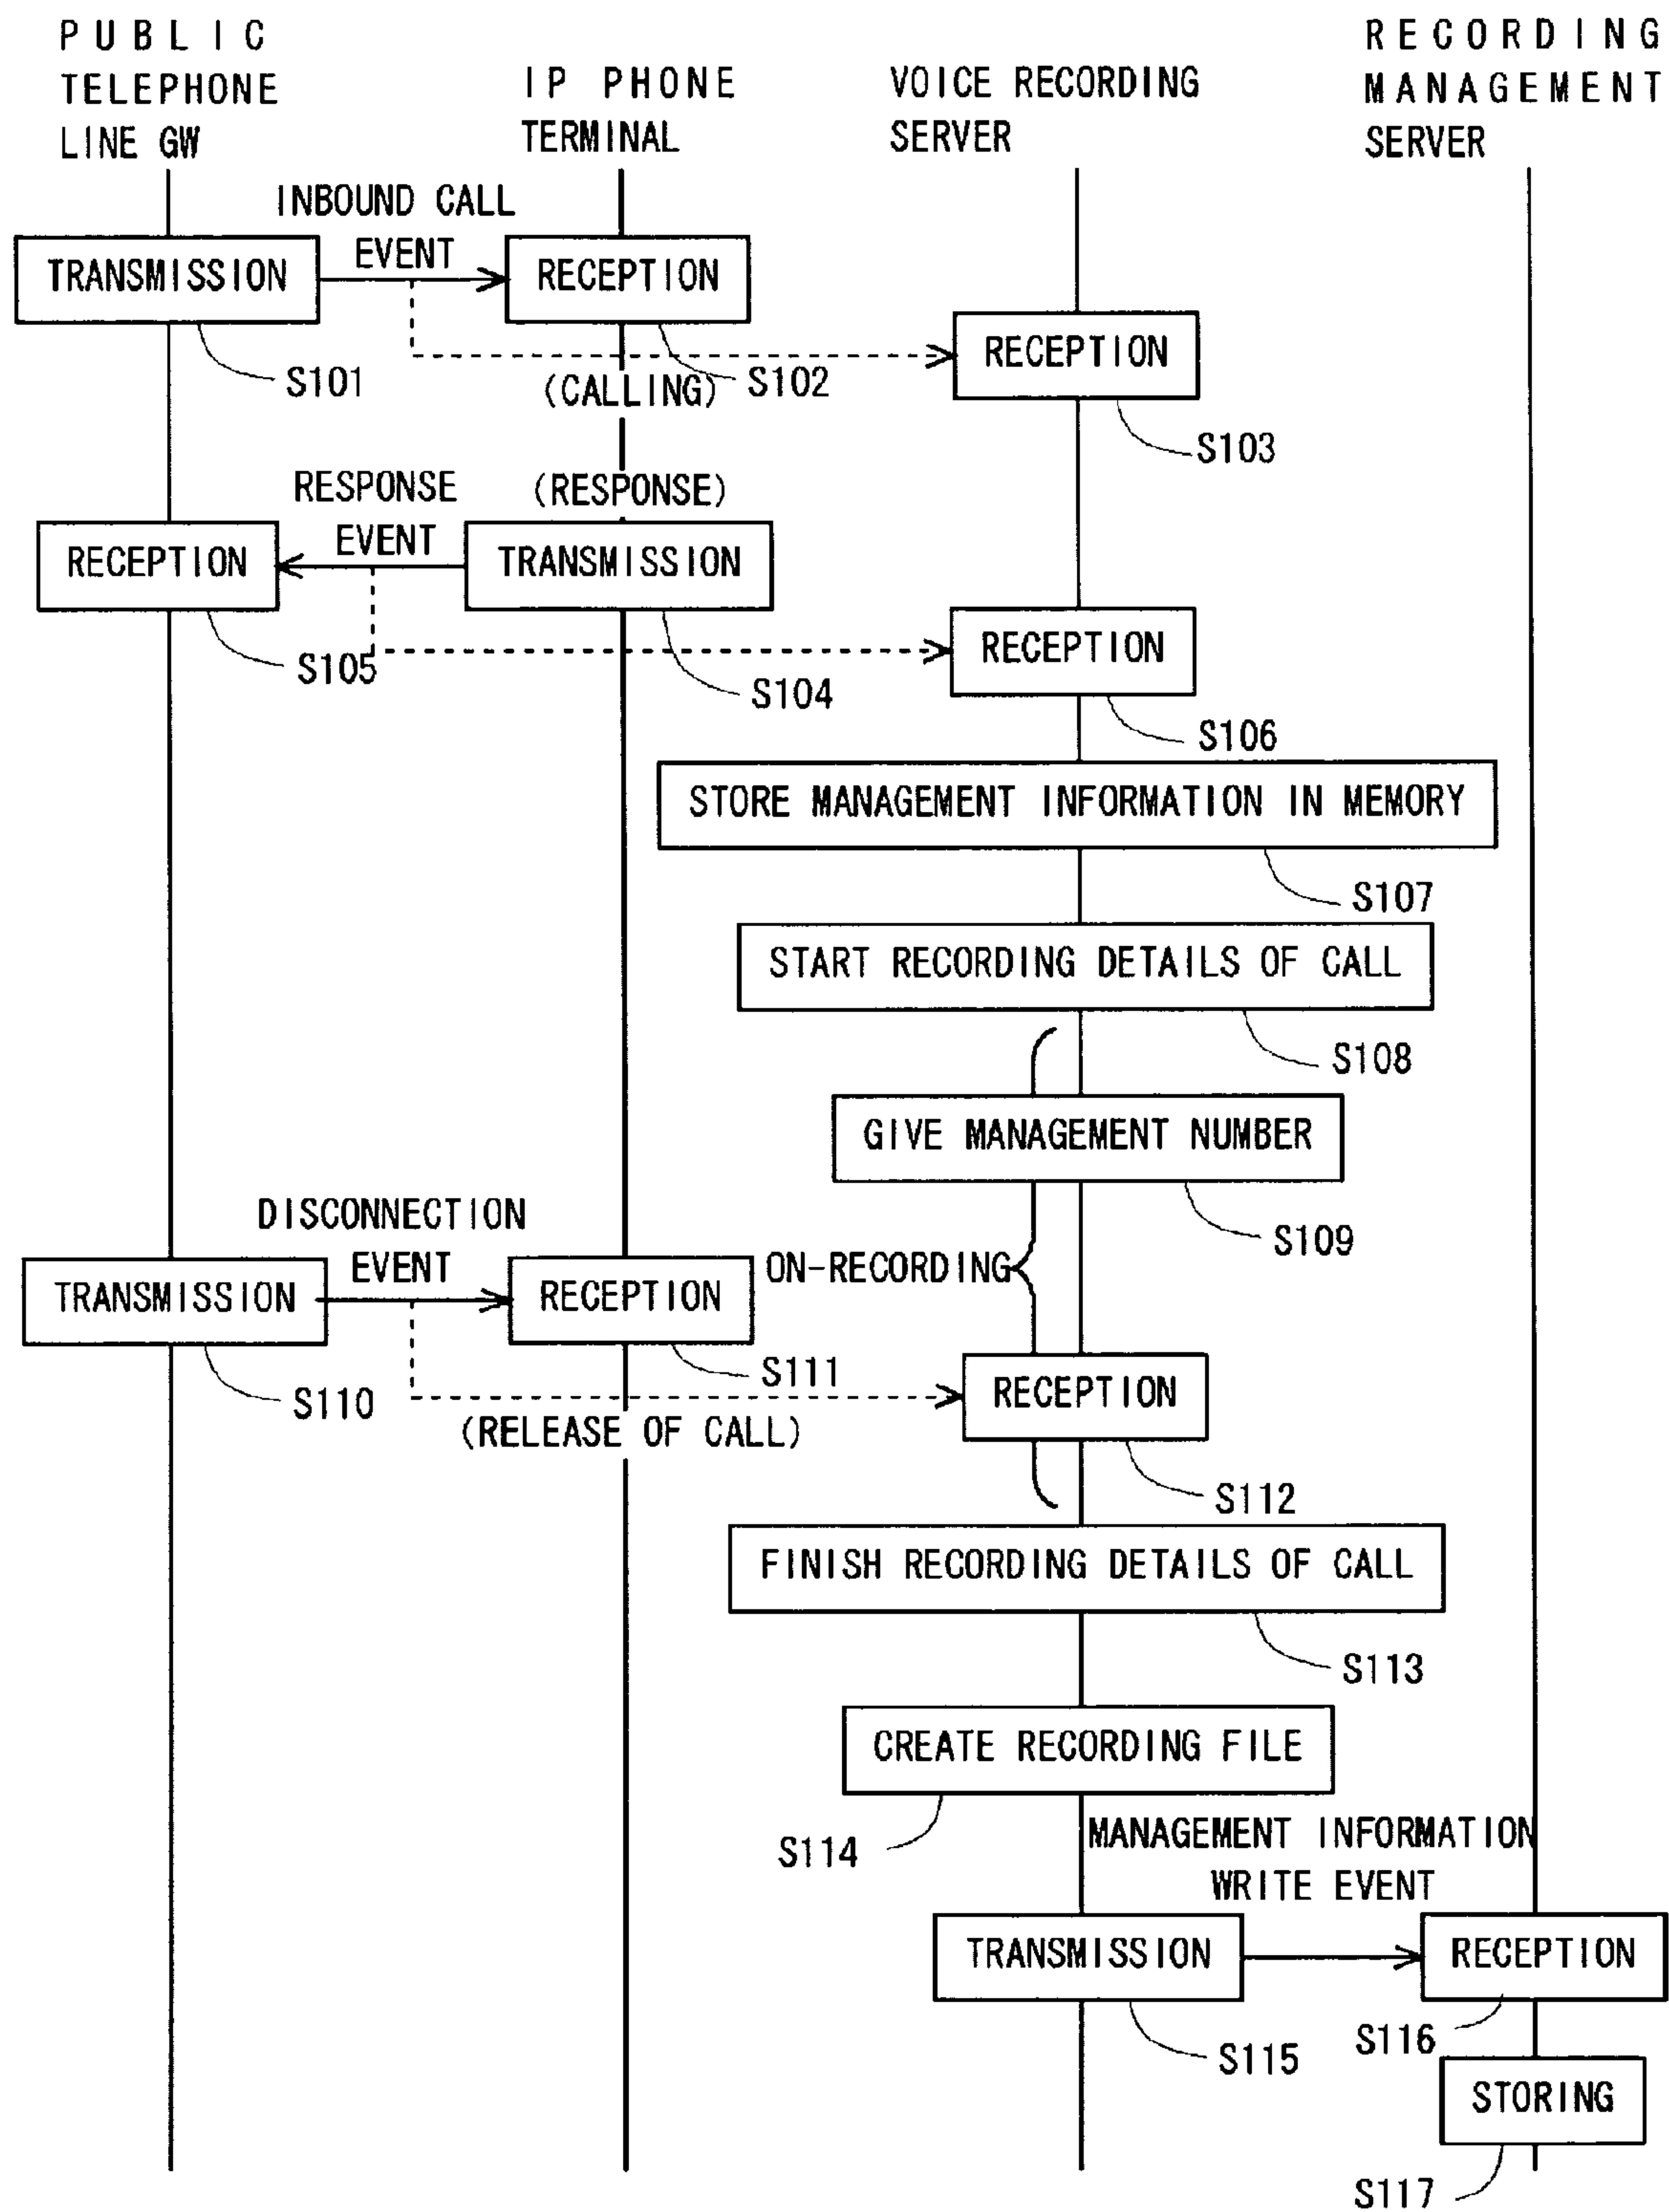 PUBLIC
TELEPHONE
LINE GW
IP PHONE
TERMINAL
VOICE RECORDING
SERVER
RECORDING
MANAGEMENT
SERVER
INBOUND CALL
EVENT
TRANSMISSION
RECEPTION
RECEPTION
S101
(CALLING)
S102
S103
RESPONSE
EVENT
(RESPONSE)
RECEPTION
TRANSMISSION
RECEPTION
S105
S104
S106
STORE MANAGEMENT INFORMATION IN MEMORY
S107
START RECORDING DETAILS OF CALL
S108
GIVE MANAGEMENT NUMBER
S109
DISCONNECTION
EVENT
ON-RECORDING
TRANSMISSION
RECEPTION
S111
RECEPTION
S110
(RELEASE OF CALL)
S112
FINISH RECORDING DETAILS OF CALL
S113
CREATE RECORDING FILE
S114
MANAGEMENT INFORMATION
WRITE EVENT
TRANSMISSION
RECEPTION
S116
S115
STORING
S117